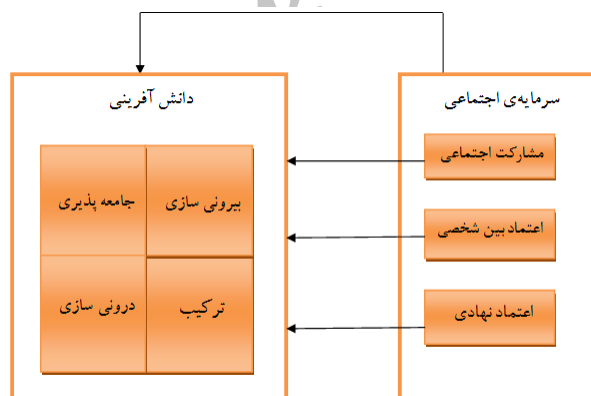 سرمایه‌ی اجتماعی
مشارکت اجتماعی
اعتماد بین شخصی
اعتماد نهادی
دانش آفرینی
بیرونی سازی
جامعه پذیری
ترکیب
درونی سازی